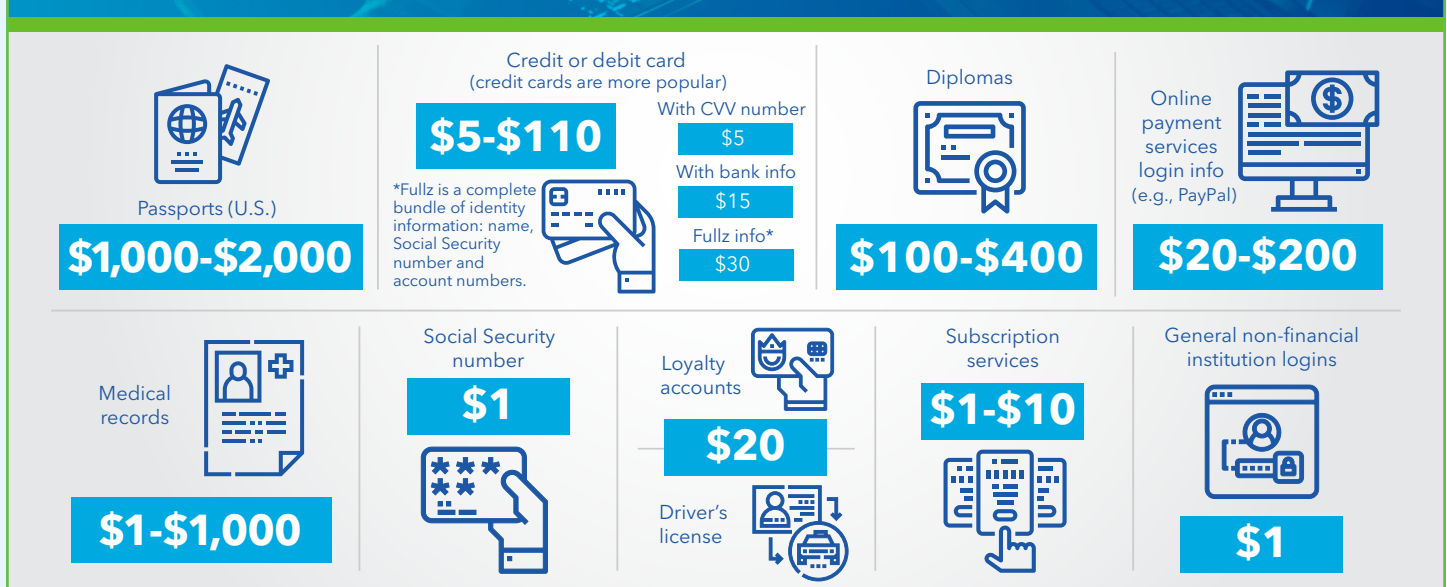 Passports (U.S.)
$1,000-$2,000
Credit or debit card
(credit cards are more popular)
$5-$110
*Fullz is a complete
bundle of identity
information: name,
Social Security
number and
account numbers.
With CVV number
$5
With bank info
$15
Fullz info*
$30
Diplomas
$100-$400
Online
payment
services
login info
(e.g., PayPal)
$20-$200
Medical
records
$1-$1,000
Social Security
number
$1
Loyalty
accounts
$20
Driver's
license
Subscription
services
$1-$10
General non-financial
institution logins
$1